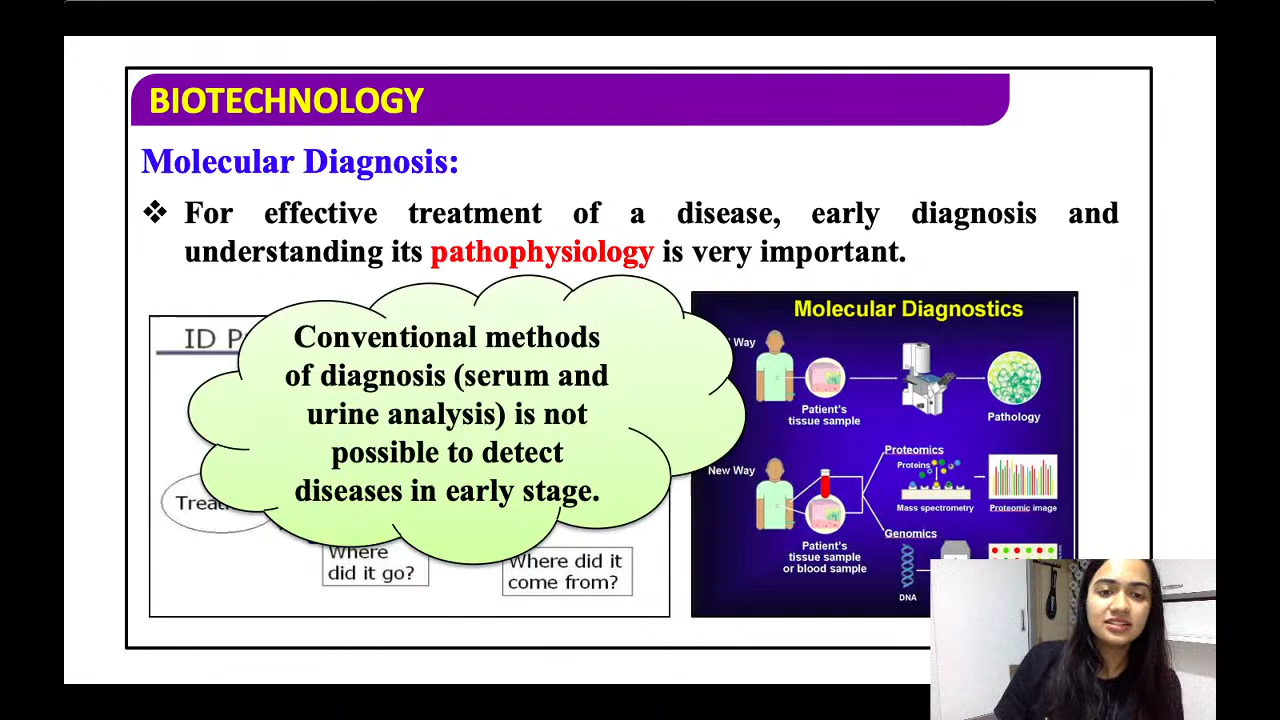 BIOTECHNOLOGY
Molecular Diagnosis:
❖ For effective treatment of a disease, early diagnosis and
understanding its pathophysiology is very important.
ID
Conventional methods
of diagnosis (serum and
urine analysis) is not
possible to detect
diseases in early stage.
Where
did it go?
Where did it
come from?
Molecular Diagnostics
Way
Patient's
tissue sample
Pathology
New Way
Proteomics
Proteins
Mass spectrometry
Proteomic image
Patient's
tissue sample
or blood sample
Genomics
DNA